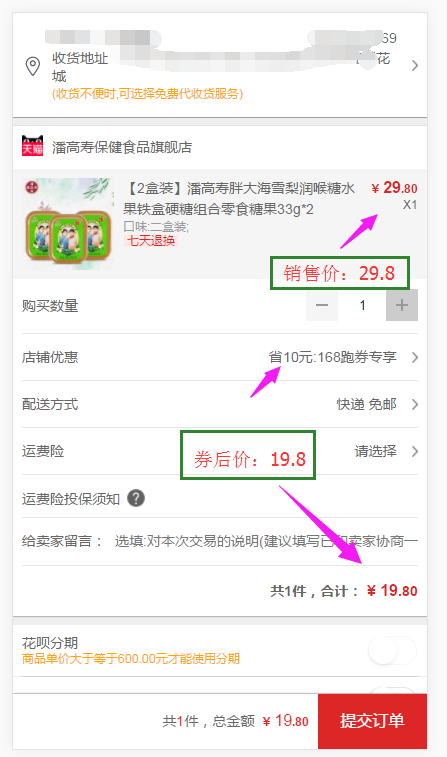 69
收货地址
花
城
(收货不便时,可选择免费代收货服务)
天猫
潘高寿保健食品旗舰店
【2盒装】潘高寿胖大海雪梨润喉糖水
¥ 29.80
果铁盒硬糖组合零食糖果33g*2
X1
口味:二盒装;
七天退换
销售价：29.8
购买数量
− 1 +
店铺优惠
省10元:168跑券专享
配送方式
快递 免邮
券后价：19.8
运费险
请选择
运费险投保须知 ?
给卖家留言：
选填:对本次交易的说明(建议填写已和卖家协商一
共1件，合计：¥ 19.80
花呗分期
商品单价大于等于600.00元才能使用分期
共1件，总金额 ¥ 19.80
提交订单